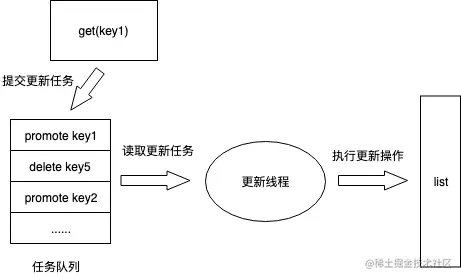 get(key1)
提交更新任务
promote key1
delete key5
promote key2
......
任务队列
读取更新任务
更新线程
执行更新操作
list
@稀土掘金技术社区